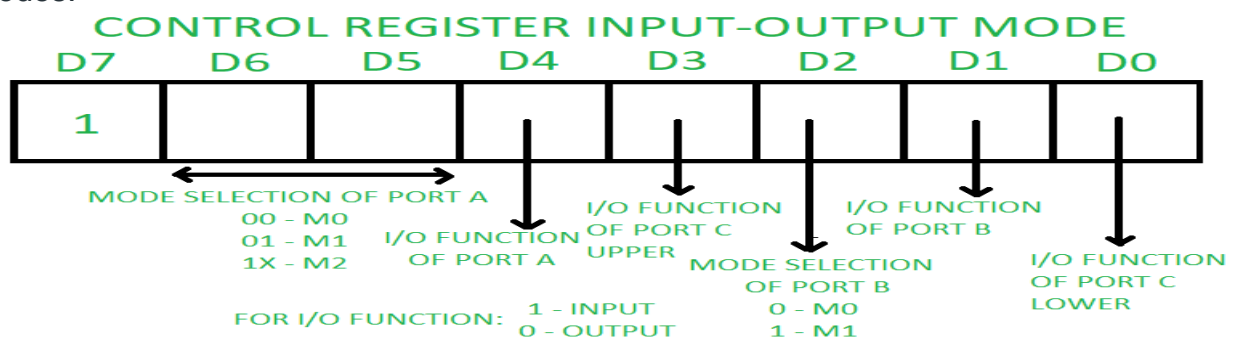 CONTROL REGISTER INPUT-OUTPUT MODE
D7 D6 D5 D4 D3 D2 D1 D0
1
MODE SELECTION OF PORT A
00 - M0
01 - M1
1X - M2
I/O FUNCTION
OF PORT A
I/O FUNCTION
OF PORT C
UPPER
MODE SELECTION
OF PORT B
0 - M0
1 - M1
I/O FUNCTION
OF PORT B
I/O FUNCTION
OF PORT C
LOWER
FOR I/O FUNCTION:
1 - INPUT
0 - OUTPUT